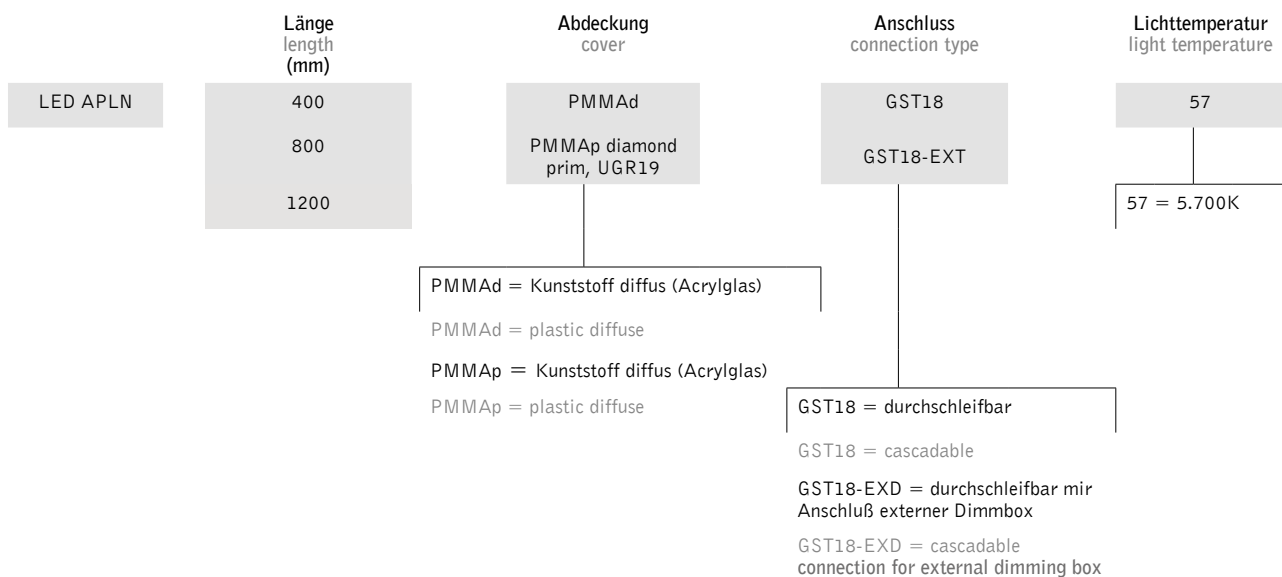 Länge
length
(mm)
Abdeckung
cover
Anschluss
connection type
Lichttemperatur
light temperature
LED APLN
400
PMMAd
GST18
57
800
PMMAp diamond
prim, UGR19
GST18-EXT
1200
57 = 5.700K
PMMAd = Kunststoff diffus (Acrylglas)
PMMAd = plastic diffuse
PMMAp = Kunststoff diffus (Acrylglas)
PMMAp = plastic diffuse
GST18 = durchschleifbar
GST18 = cascadable
GST18-EXD = durchschleifbar mir
Anschluß externer Dimmbox
GST18-EXD = cascadable
connection for external dimming box